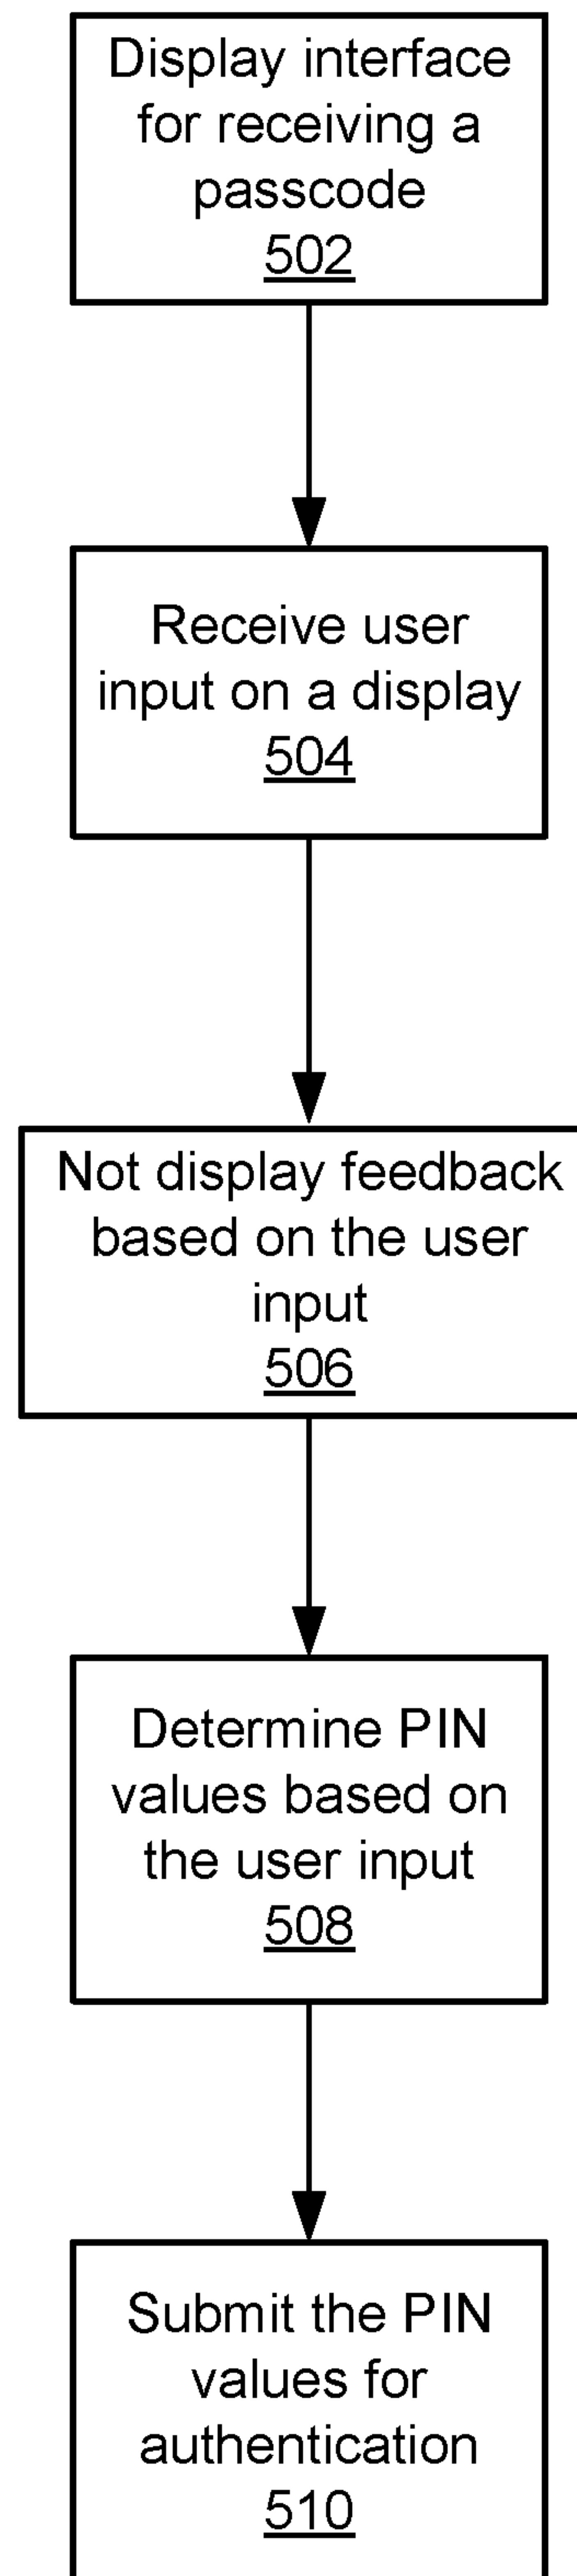 Display interface
for receiving a
passcode
502
Receive user
input on a display
504
Not display feedback
based on the user
input
506
Determine PIN
values based on
the user input
508
Submit the PIN
values for
authentication
510